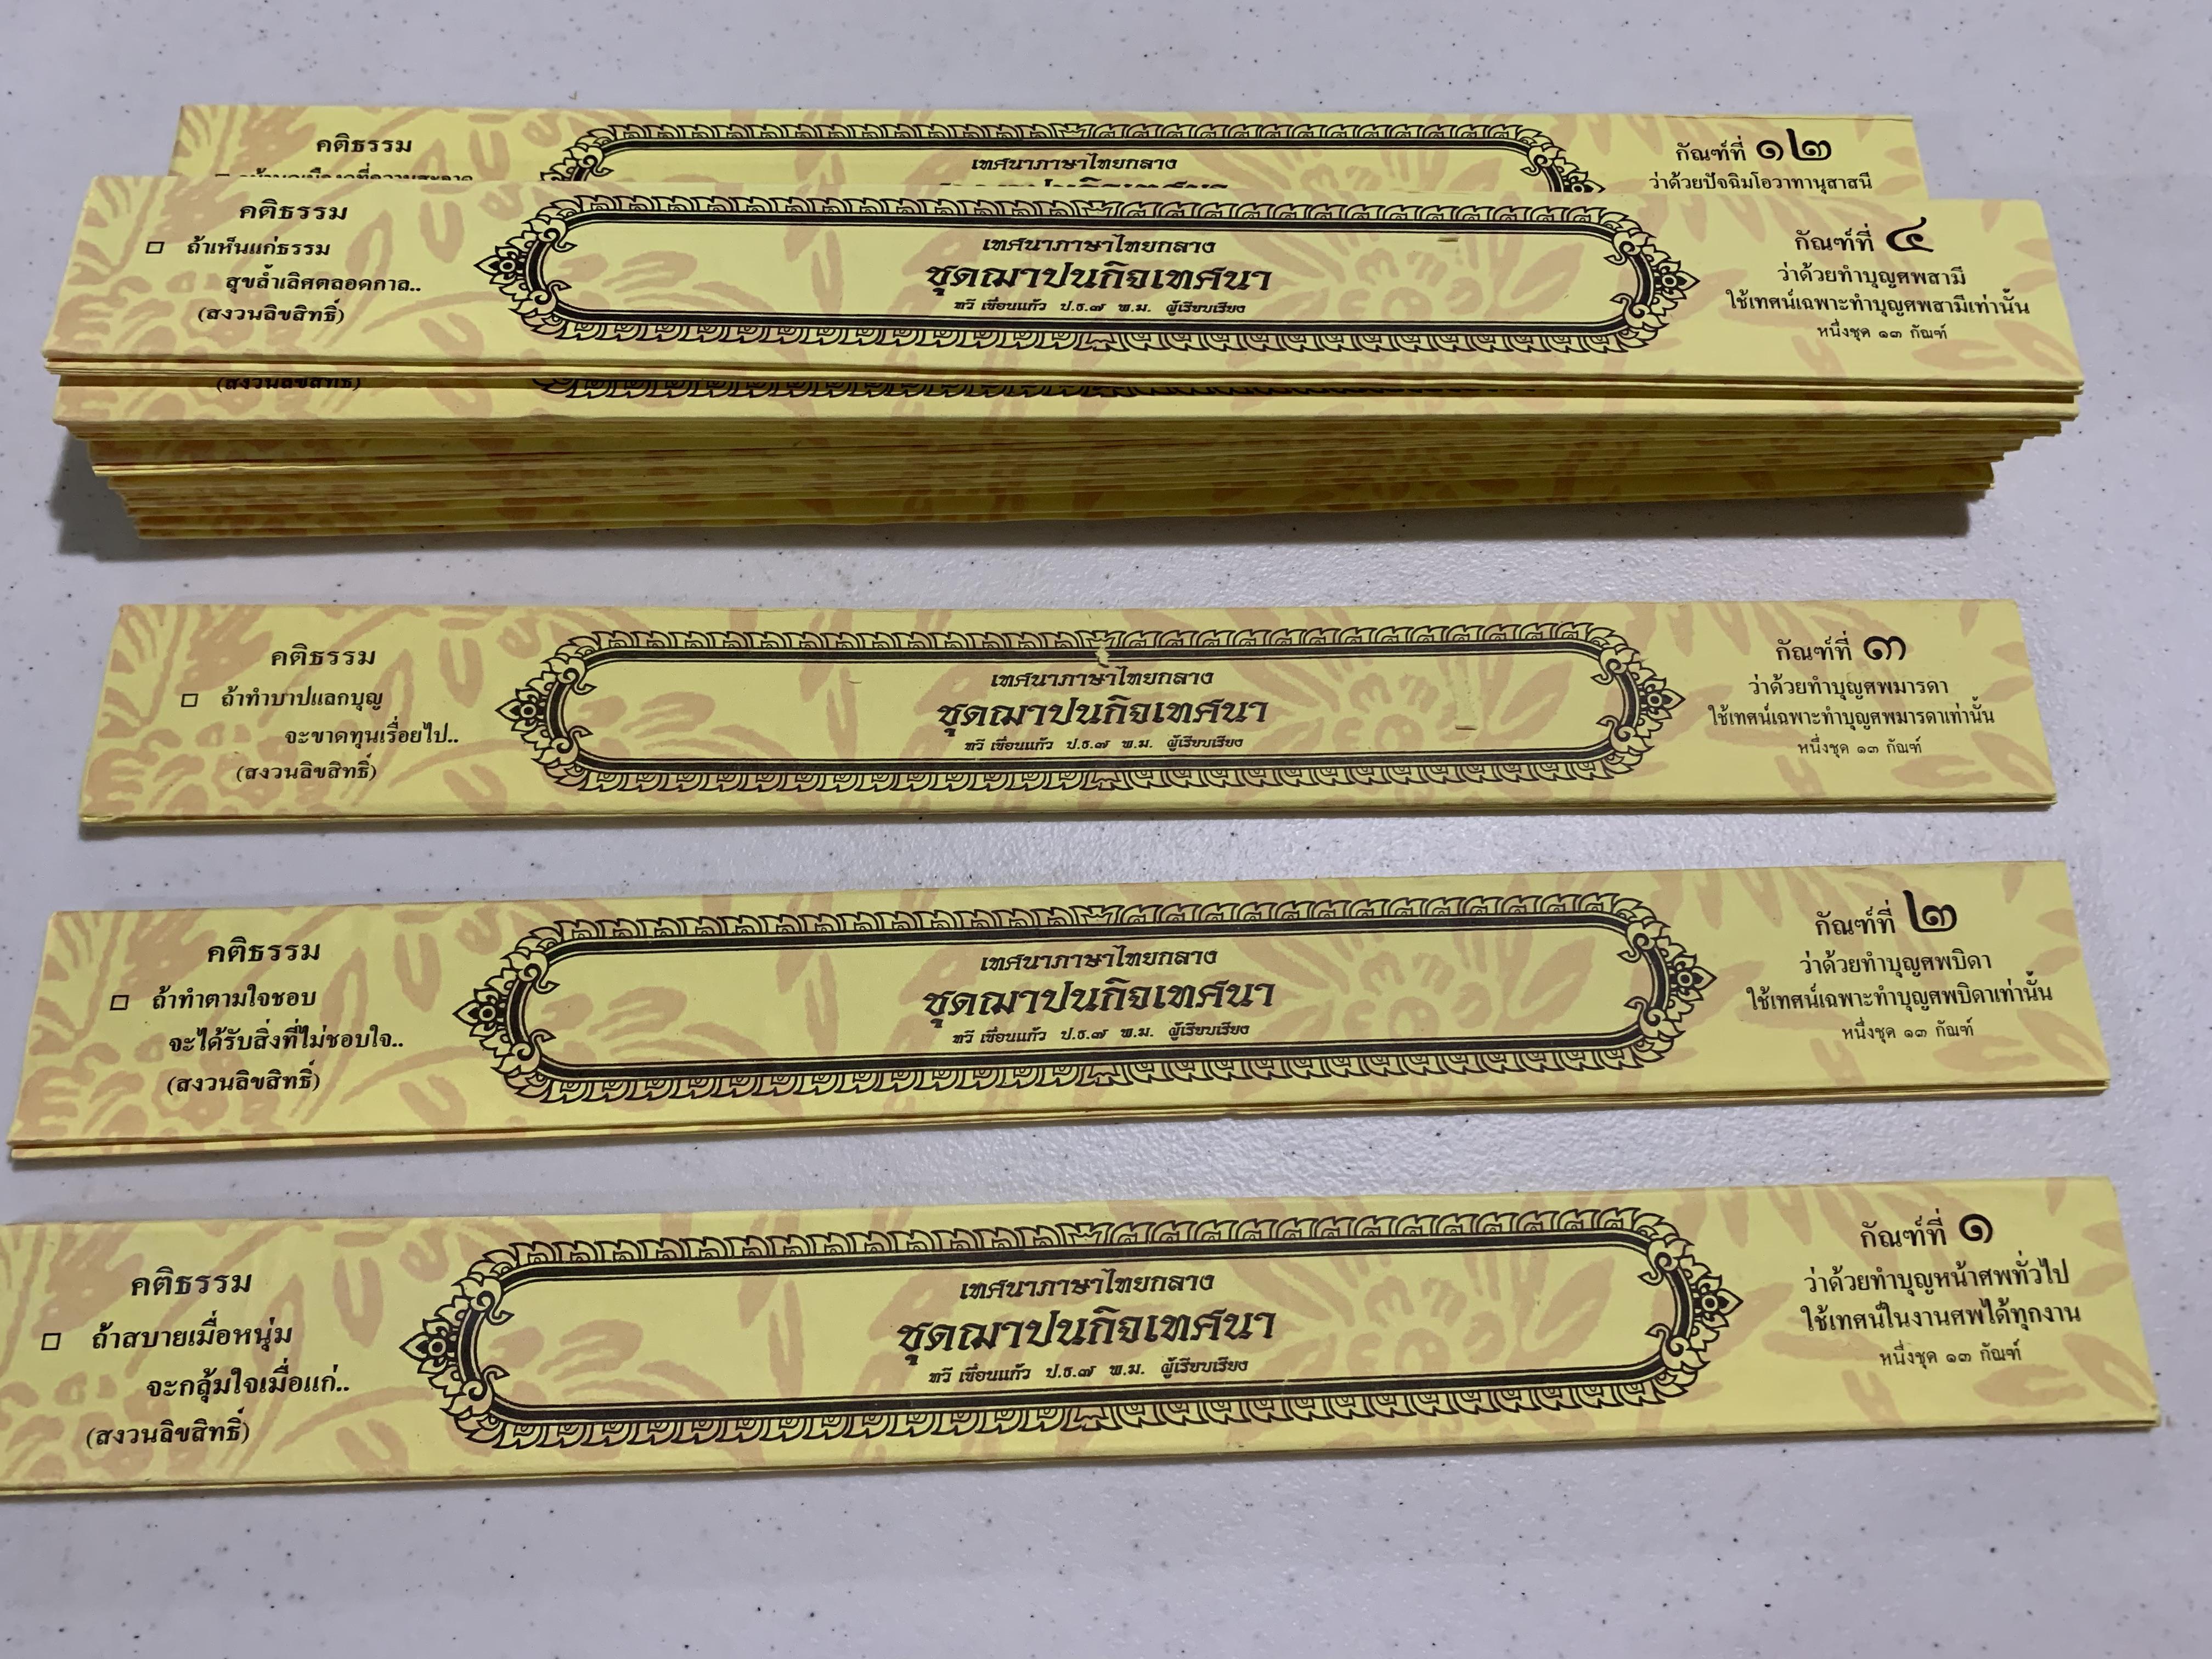 คติธรรม
เทศนาภาษาไทยกลาง
กัณฑ์ที่ ๑๒
ว่าด้วยปัจฉิมโอวาทานุสาสนี
คติธรรม
ถ้าเห็นแก่ธรรม
สุขล้ำเลิศตลอดกาล..
(สงวนลิขสิทธิ์)
เทศนาภาษาไทยกลาง
ชุดฌาปนกิจเทศนา
ทวี เขื่อนแก้ว ป.ธ.๗ พ.ม. ผู้เรียบเรียง
กัณฑ์ที่ ๔
ว่าด้วยทำบุญศพสามี
ใช้เทศน์เฉพาะทำบุญศพสามีเท่านั้น
หนึ่งชุด ๑๓ กัณฑ์
(สงวนลิขสิทธิ์)
คติธรรม
ถ้าทำบาปแลกบุญ
จะขาดทุนเรื่อยไป..
(สงวนลิขสิทธิ์)
เทศนาภาษาไทยกลาง
ชุดฌาปนกิจเทศนา
ทวี เขื่อนแก้ว ป.ธ.๗ พ.ม. ผู้เรียบเรียง
กัณฑ์ที่ ๓
ว่าด้วยทำบุญศพมารดา
ใช้เทศน์เฉพาะทำบุญศพมารดาเท่านั้น
หนึ่งชุด ๑๓ กัณฑ์
คติธรรม
ถ้าทำตามใจชอบ
จะได้รับสิ่งที่ไม่ชอบใจ..
(สงวนลิขสิทธิ์)
เทศนาภาษาไทยกลาง
ชุดฌาปนกิจเทศนา
ทวี เขื่อนแก้ว ป.ธ.๗ พ.ม. ผู้เรียบเรียง
กัณฑ์ที่ ๒
ว่าด้วยทำบุญศพบิดา
ใช้เทศน์เฉพาะทำบุญศพบิดาเท่านั้น
หนึ่งชุด ๑๓ กัณฑ์
คติธรรม
ถ้าสบายเมื่อหนุ่ม
จะกลุ้มใจเมื่อแก่..
(สงวนลิขสิทธิ์)
เทศนาภาษาไทยกลาง
ชุดฌาปนกิจเทศนา
ทวี เขื่อนแก้ว ป.ธ.๗ พ.ม. ผู้เรียบเรียง
กัณฑ์ที่ ๑
ว่าด้วยทำบุญหน้าศพทั่วไป
ใช้เทศน์ในงานศพได้ทุกงาน
หนึ่งชุด ๑๓ กัณฑ์